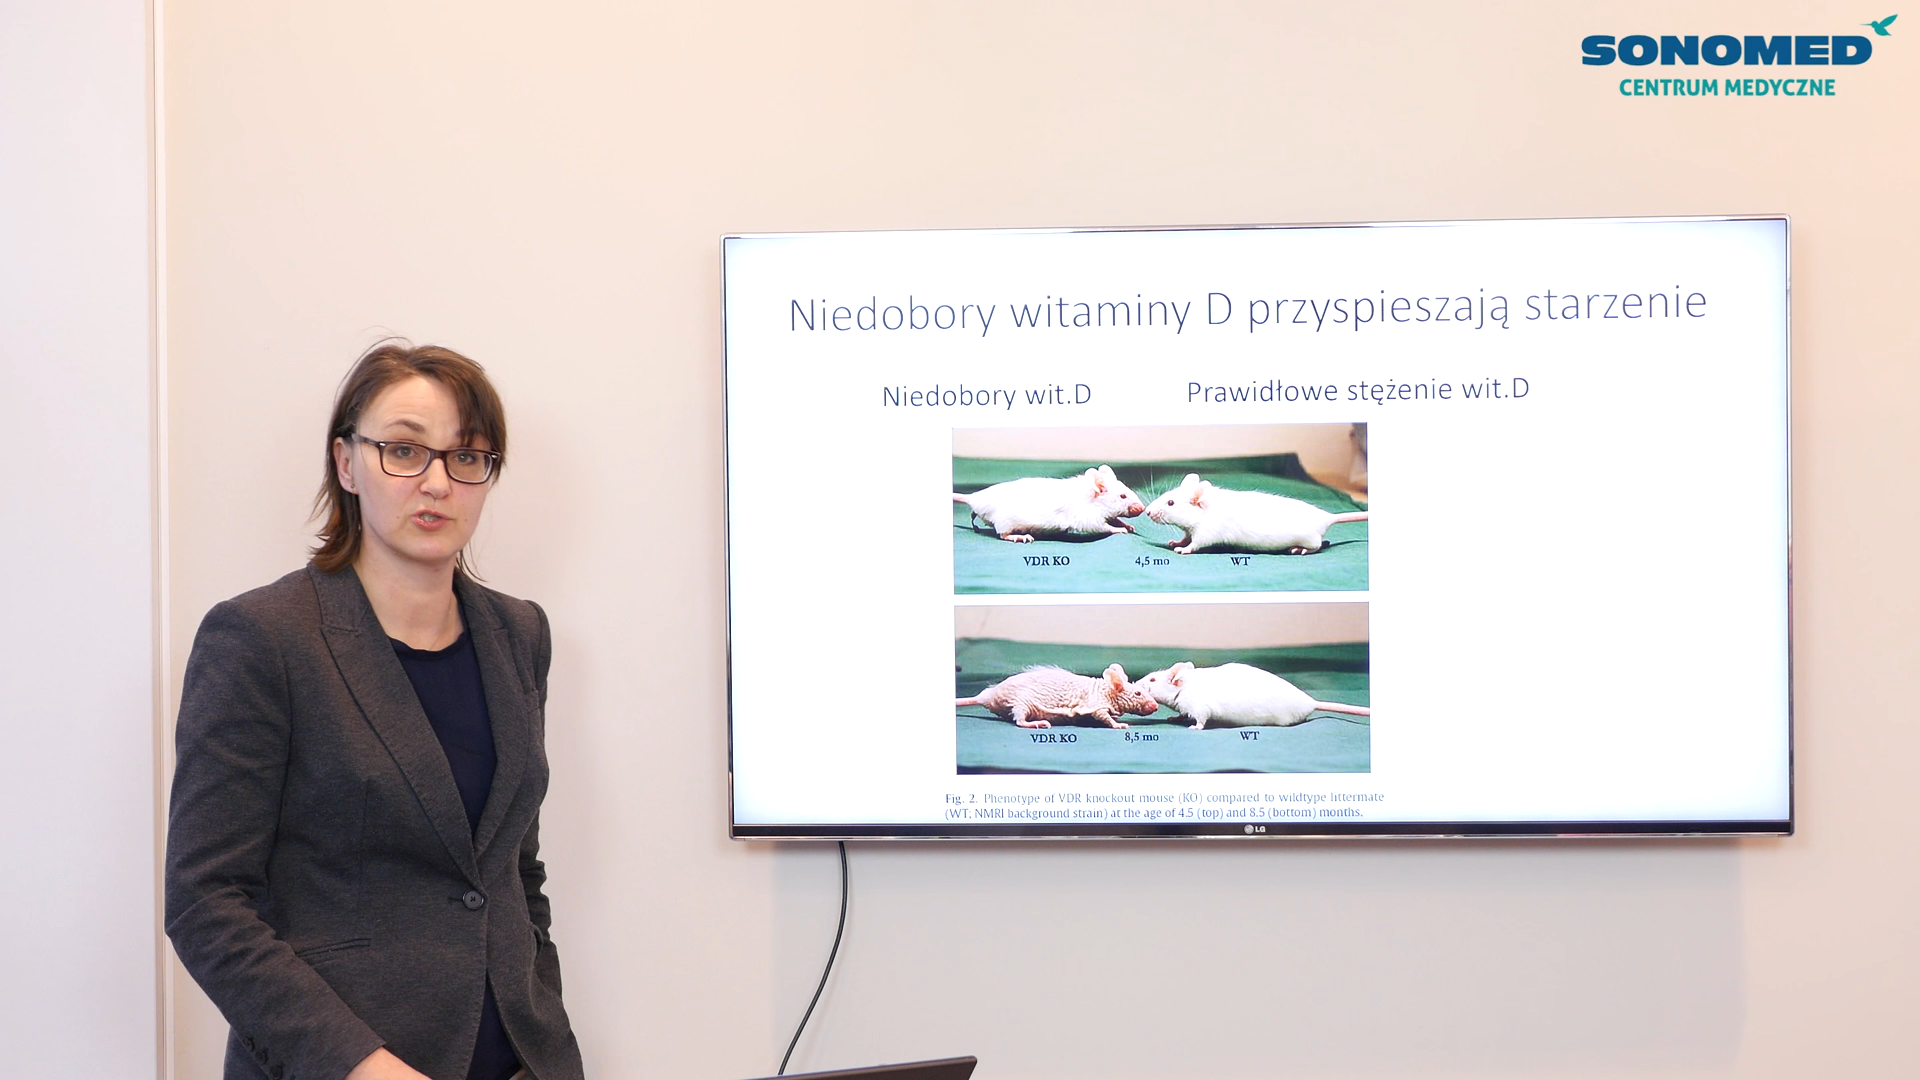 SONOMED
CENTRUM MEDYCZNE
Niedobory witaminy D przyspieszają starzenie
Niedobory wit.D
Prawidłowe stężenie wit.D
VDR KO 4,5 mo WT
VDR KO 8,5 mo WT
Fig. 2. Phenotype of VDR knockout mouse (KO) compared to wildtype littermate
(WT; NMRI background strain) at the age of 4.5 (top) and 8.5 (bottom) months.
LG